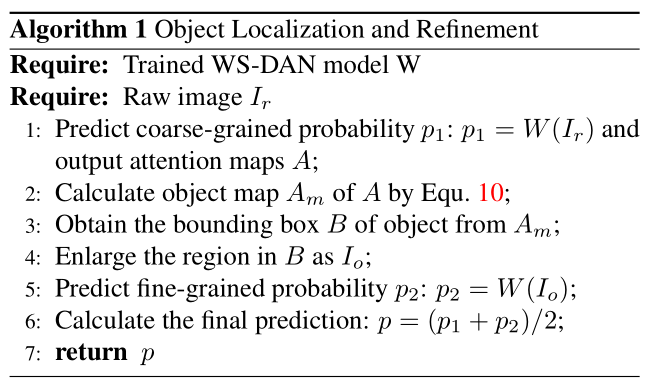 Algorithm 1 Object Localization and Refinement
Require: Trained WS-DAN model W
Require: Raw image I_r
1: Predict coarse-grained probability p_1: p_1 = W(I_r) and
output attention maps A;
2: Calculate object map A_m of A by Equ. 10;
3: Obtain the bounding box B of object from A_m;
4: Enlarge the region in B as I_o;
5: Predict fine-grained probability p_2: p_2 = W(I_o);
6: Calculate the final prediction: p = (p_1 + p_2)/2;
7: return p